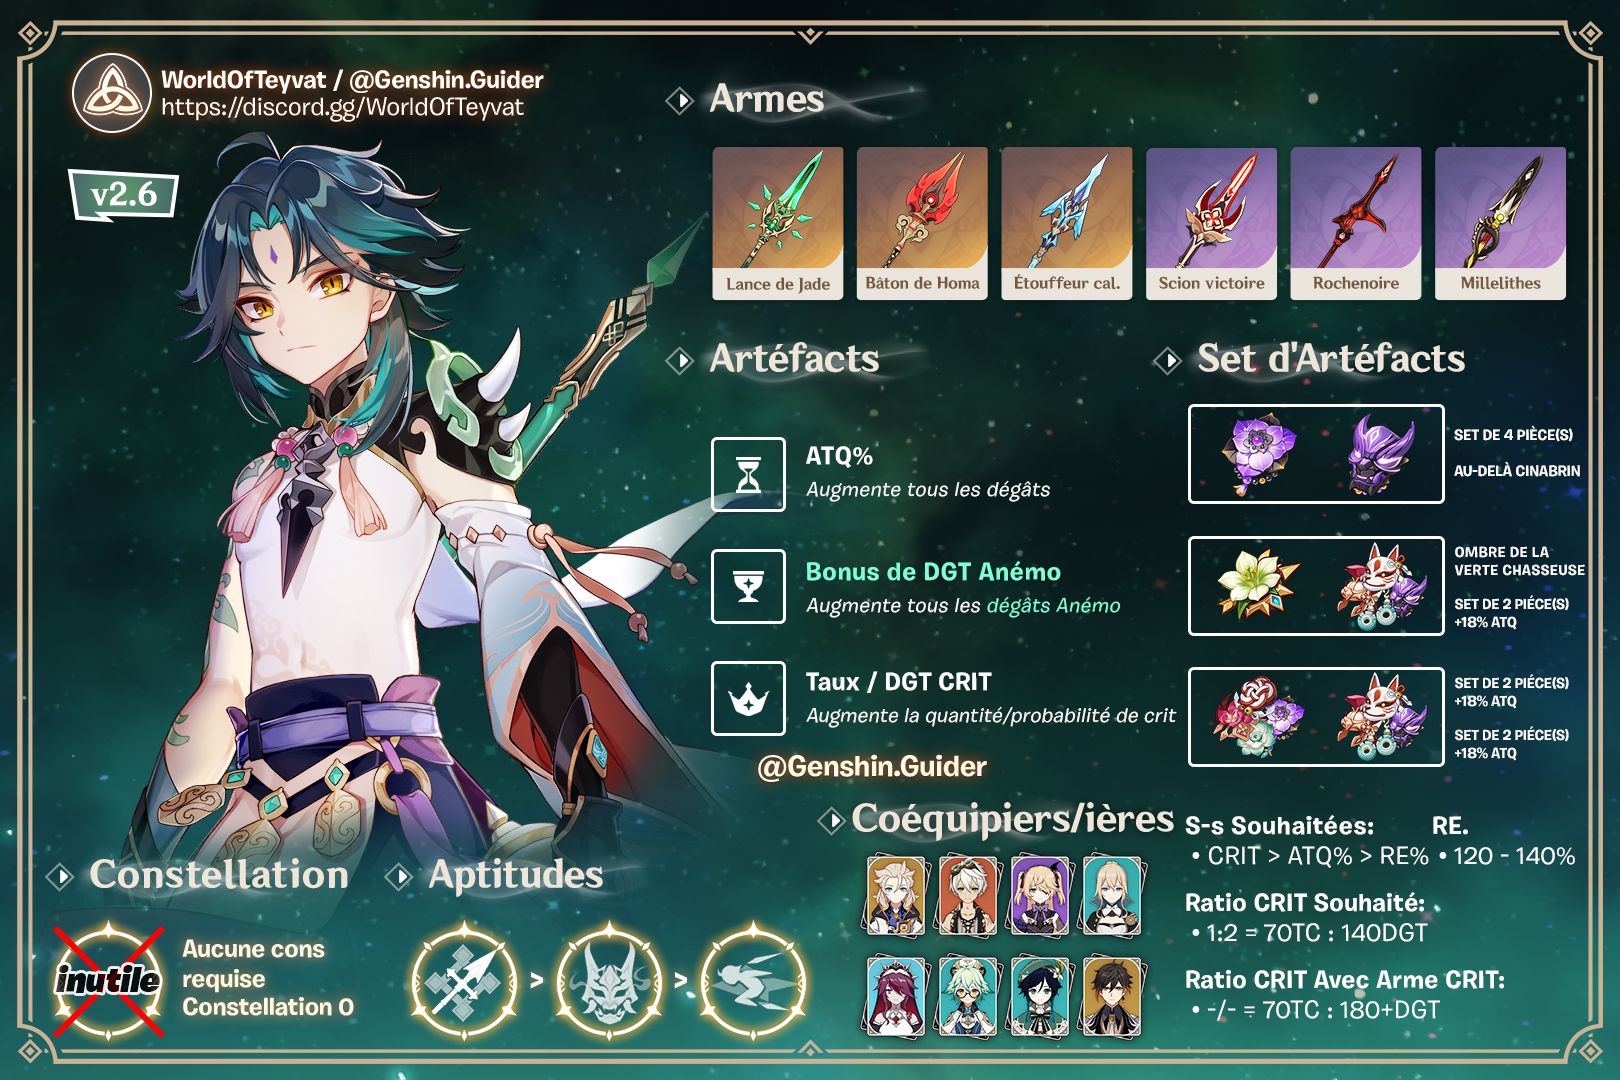 WorldOfTeyvat / @Genshin.Guider
https://discord.gg/WorldOfTeyvat
v2.6
Armes
Lance de Jade
Bâton de Homa
Étouffeur cal.
Scion victoire
Rochenoire
Millelithes
Artéfacts
ATQ%
Augmente tous les dégâts
Bonus de DGT Anémo
Augmente tous les dégâts Anémo
Taux / DGT CRIT
Augmente la quantité/probabilité de crit
@Genshin.Guider
Set d'Artéfacts
SET DE 4 PIÈCE(S)
AU-DELÀ CINABRIN
OMBRE DE LA
VERTE CHASSEUSE
SET DE 2 PIÉCE(S)
+18% ATQ
SET DE 2 PIÉCE(S)
+18% ATQ
SET DE 2 PIÉCE(S)
+18% ATQ
Constellation
inutile
Aucune cons
requise
Constellation 0
Aptitudes
> >
Coéquipiers/ières
S-s Souhaitées: RE.
• CRIT > ATQ% > RE% • 120 - 140%
Ratio CRIT Souhaité:
• 1:2 = 70TC : 140DGT
Ratio CRIT Avec Arme CRIT:
• -/- = 70TC : 180+DGT